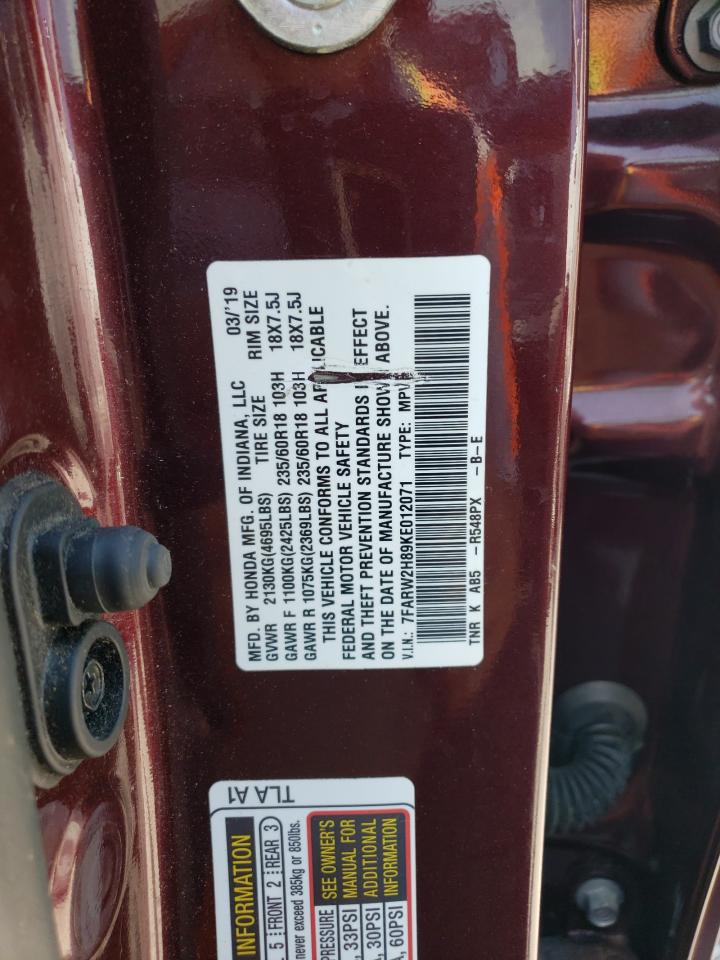 MFD. BY HONDA MFG. OF INDIANA, LLC 03/'19
GVWR 2130KG(4695LBS) TIRE SIZE RIM SIZE
GAWR F 1100KG(2425LBS) 235/60R18 103H 18X7.5J
GAWR R 1075KG(2369LBS) 235/60R18 103H 18X7.5J
THIS VEHICLE CONFORMS TO ALL AP ICABLE
FEDERAL MOTOR VEHICLE SAFETY
AND THEFT PREVENTION STANDARDS I EFFECT
ON THE DATE OF MANUFACTURE SHOW ABOVE.
V.I.N.: 7FARW2H89KE012071 TYPE: MPV
TNR K AB5 -R548PX -B-E
TLA A1
INFORMATION
5 FRONT 2 REAR 3
never exceed 385kg or 850lbs.
PRESSURE SEE OWNER'S
33PSI MANUAL FOR
30PSI ADDITIONAL
60PSI INFORMATION